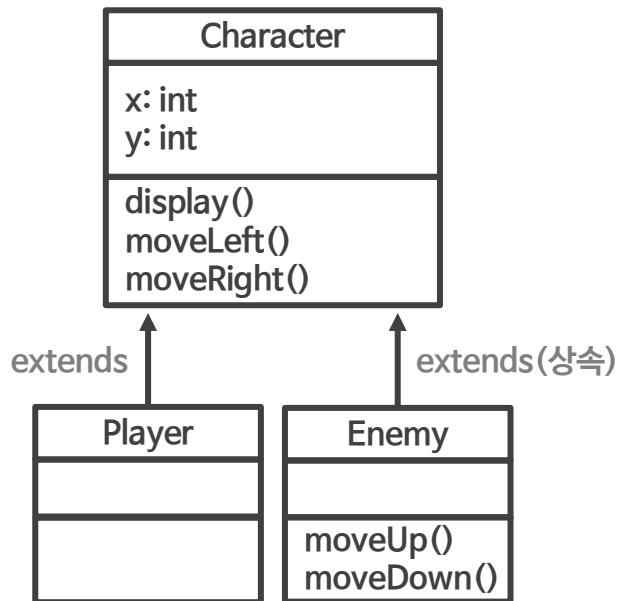 Character
x: int
y: int
display()
moveLeft()
moveRight()
extends
extends(상속)
Player
Enemy
moveUp()
moveDown()